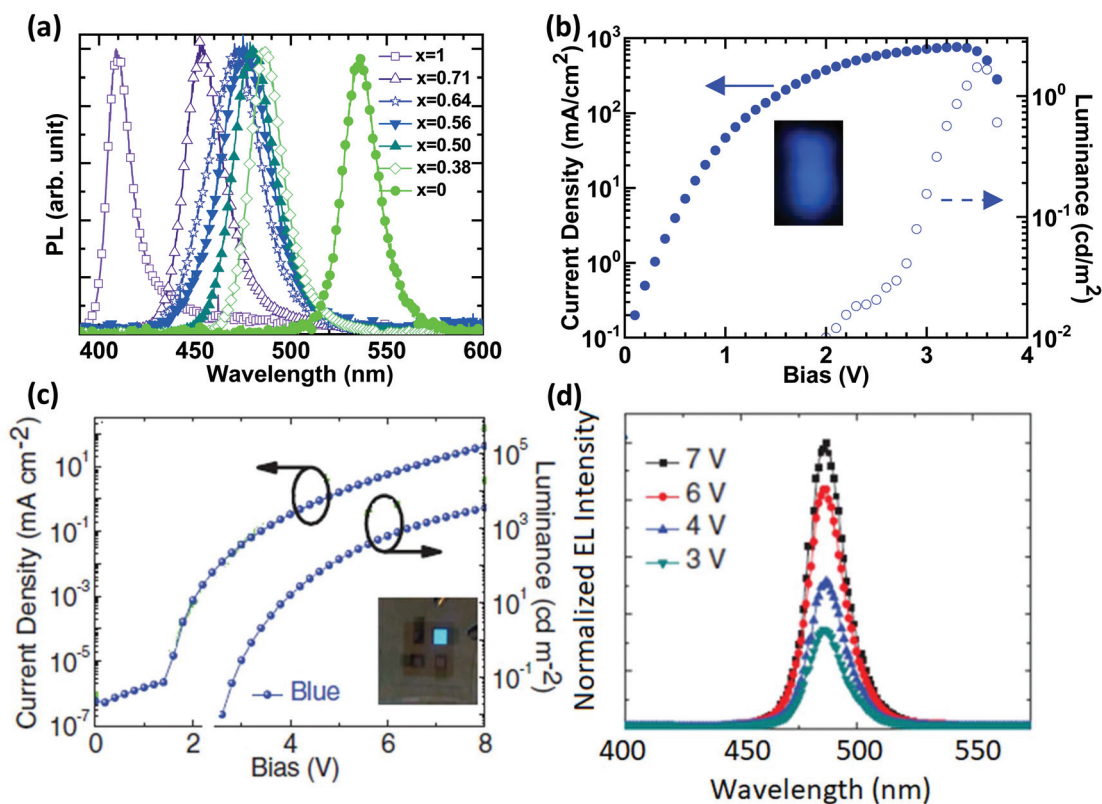 (a)
PL (arb. unit)
x=1
x=0.71
x=0.64
x=0.56
x=0.50
x=0.38
x=0
400 450 500 550 600
Wavelength (nm)
(b)
Current Density (mA/cm²)
10³
10²
10¹
10⁰
10⁻¹
Luminance (cd/m²)
10⁰
10⁻¹
10⁻²
0 1 2 3 4
Bias (V)
(c)
Current Density (mA cm⁻²)
10¹
10⁻¹
10⁻³
10⁻⁵
10⁻⁷
Luminance (cd m⁻²)
10⁵
10³
10¹
10⁻¹
Blue
0 2 4 6 8
Bias (V)
(d)
Normalized EL Intensity
7 V
6 V
4 V
3 V
400 450 500 550
Wavelength (nm)